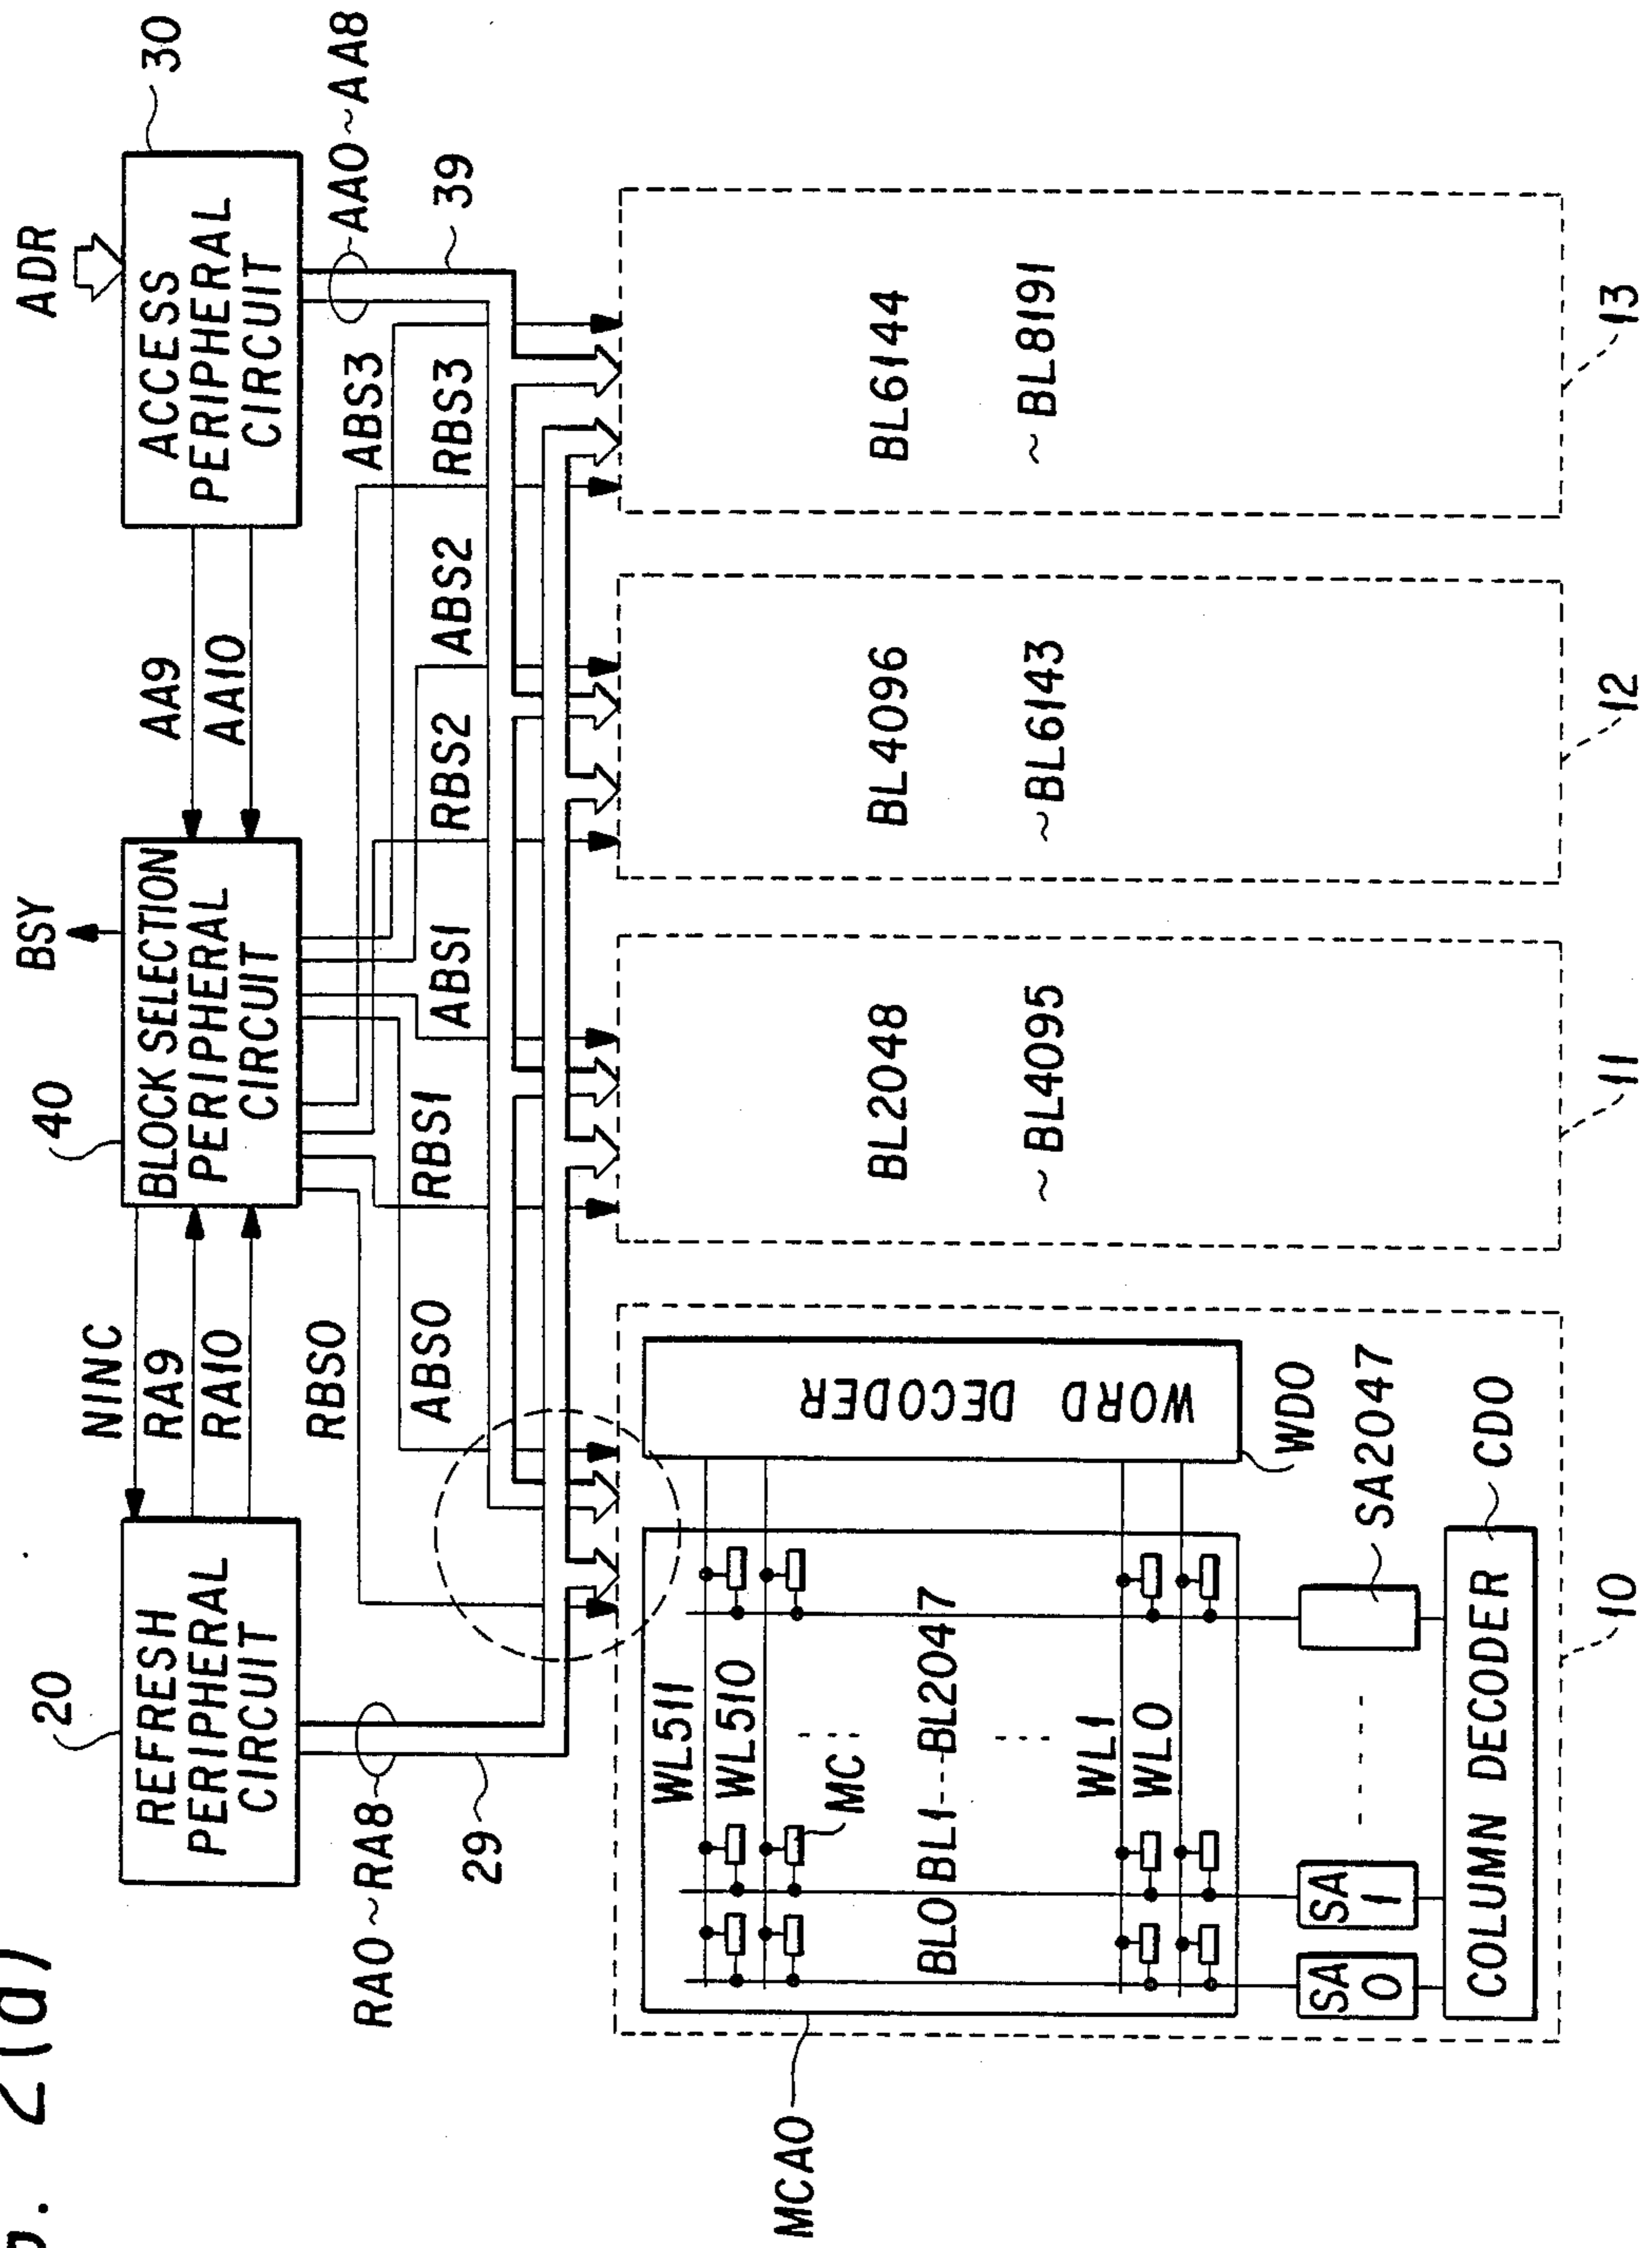 2(a)
ADR
BSY
20
REFRESH
PERIPHERAL
CIRCUIT
NINC
RA9
RA10
40
BLOCK SELECTION
PERIPHERAL
CIRCUIT
AA9
AA10
30
ACCESS
PERIPHERAL
CIRCUIT
RA0~RA8
29
RBS0
ABS0
RBS1
ABS1
RBS2
ABS2
RBS3
ABS3
AA0~AA8
39
WL511
WL510
MC
BL0 BL1---BL2047
WL1
WL0
MCA0
WORD DECODER
WD0
SA
0
SA
1
SA2047
COLUMN DECODER
CD0
10
BL2048
~BL4095
11
BL4096
~BL6143
12
BL6144
~BL8191
13